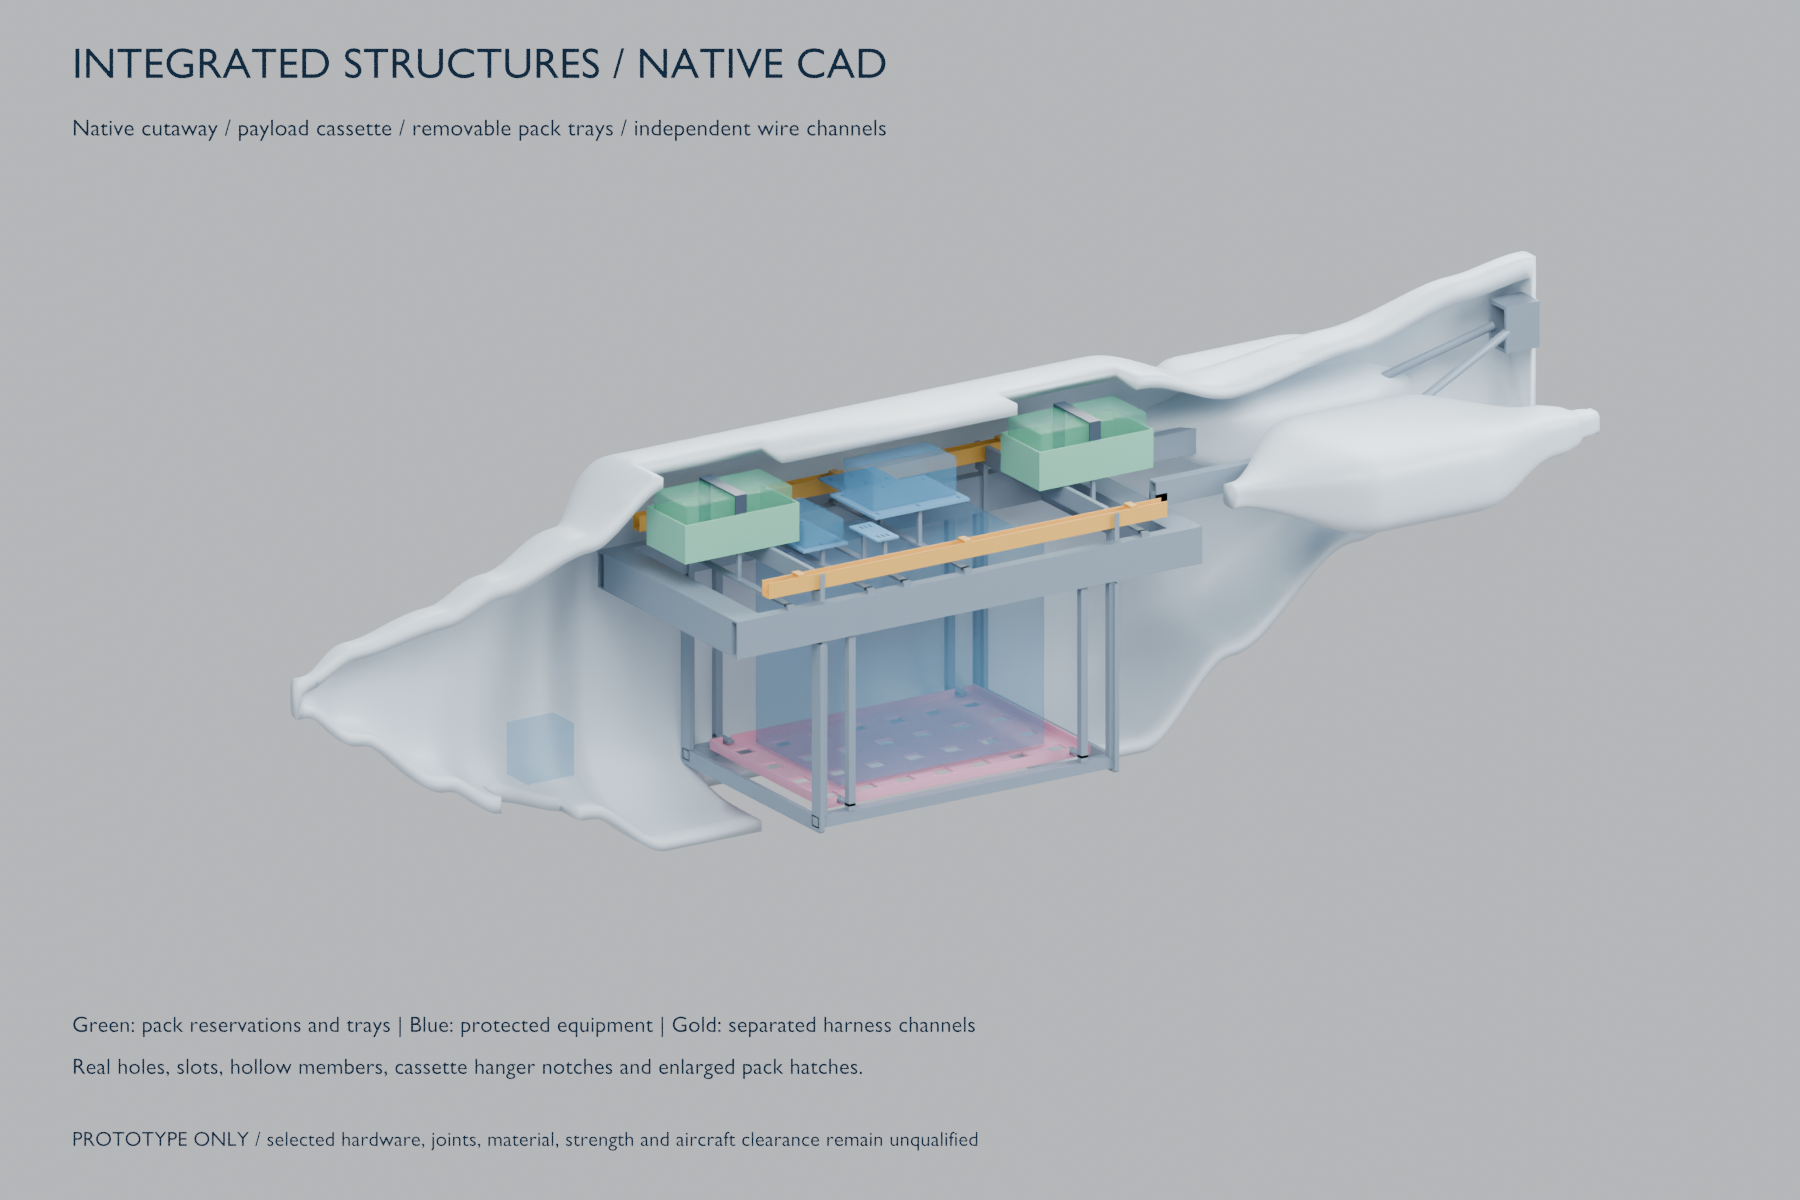 INTEGRATED STRUCTURES / NATIVE CAD
Native cutaway / payload cassette / removable pack trays / independent wire channels
Green: pack reservations and trays | Blue: protected equipment | Gold: separated harness channels
Real holes, slots, hollow members, cassette hanger notches and enlarged pack hatches.
PROTOTYPE ONLY / selected hardware, joints, material, strength and aircraft clearance remain unqualified